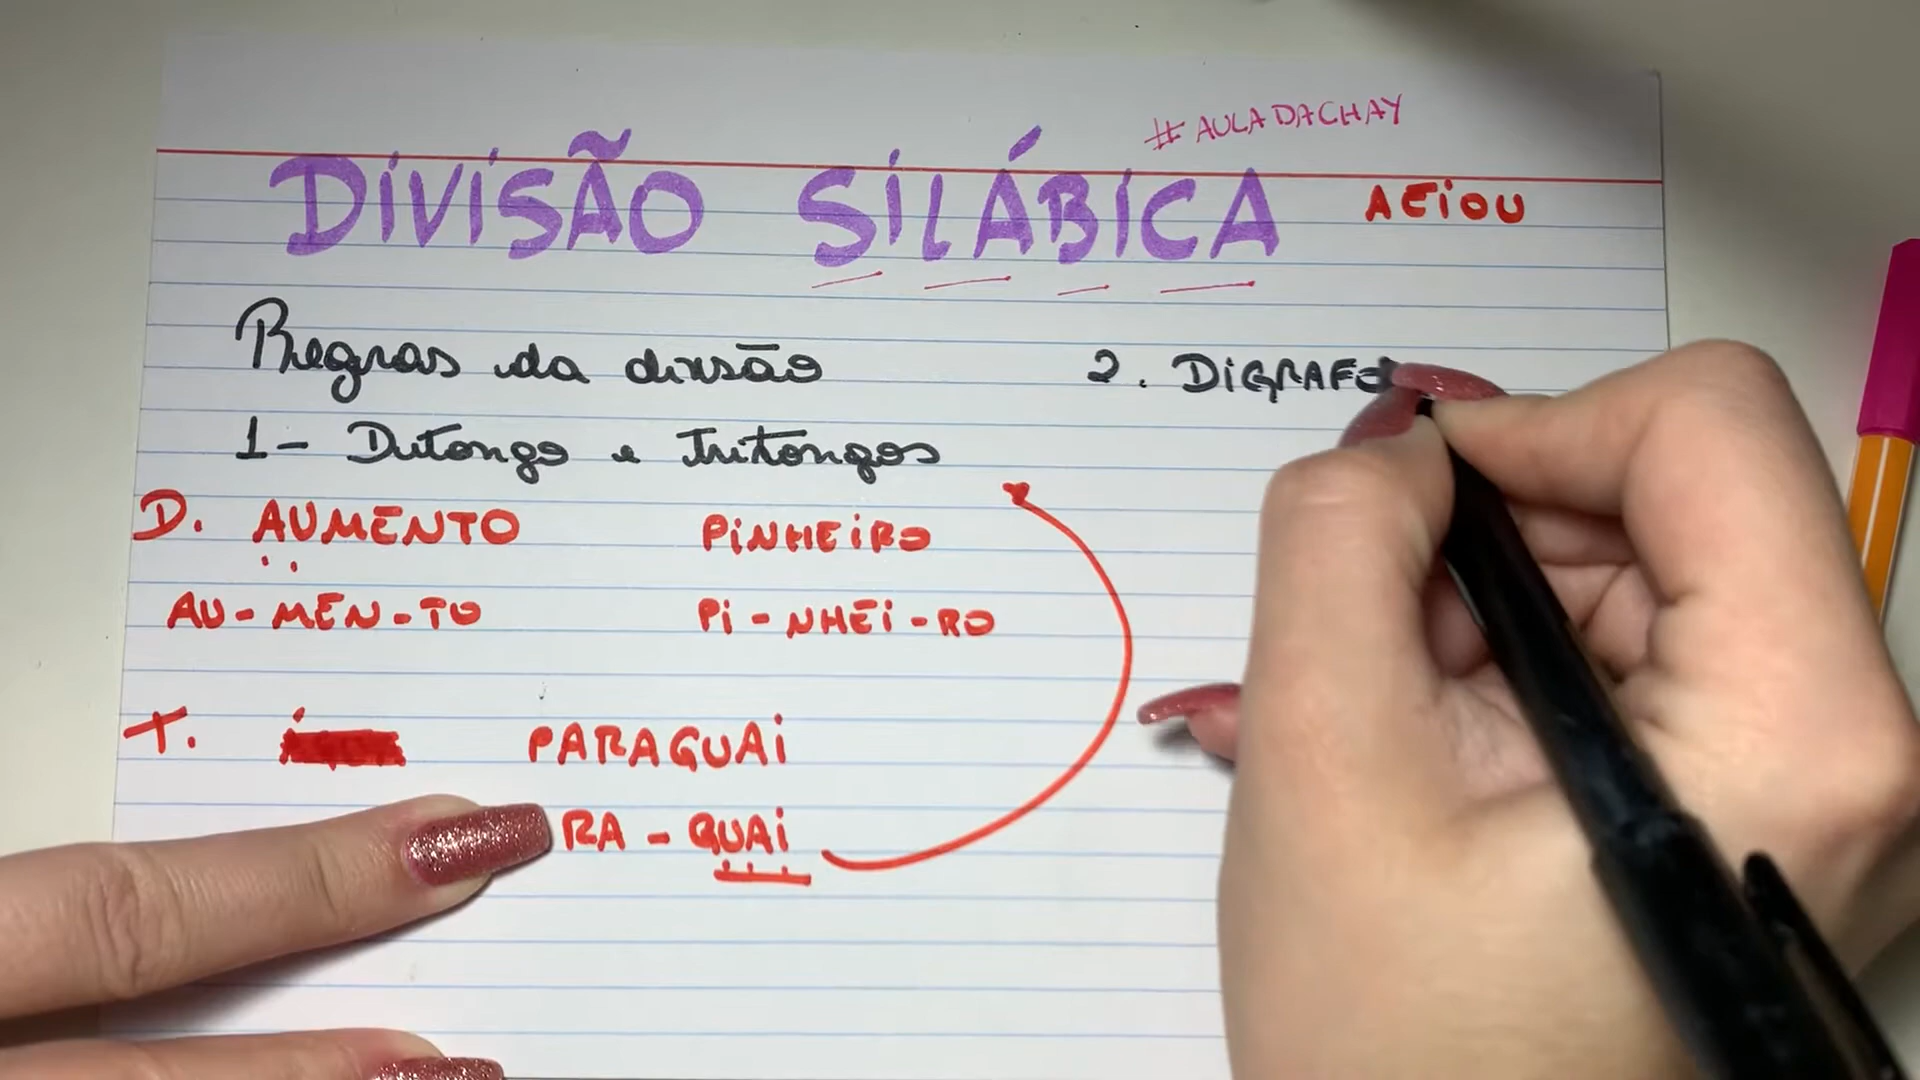 #AULADACHAY
DIVISÃO SILÁBICA
AEIOU
Regras da divisão
1- Ditongo e Tritongos
D. AUMENTO PINHEIRO
AU-MEN-TO PI-NHEI-RO
T. PARAGUAI
RA-GUAI
2. DIGRAFO